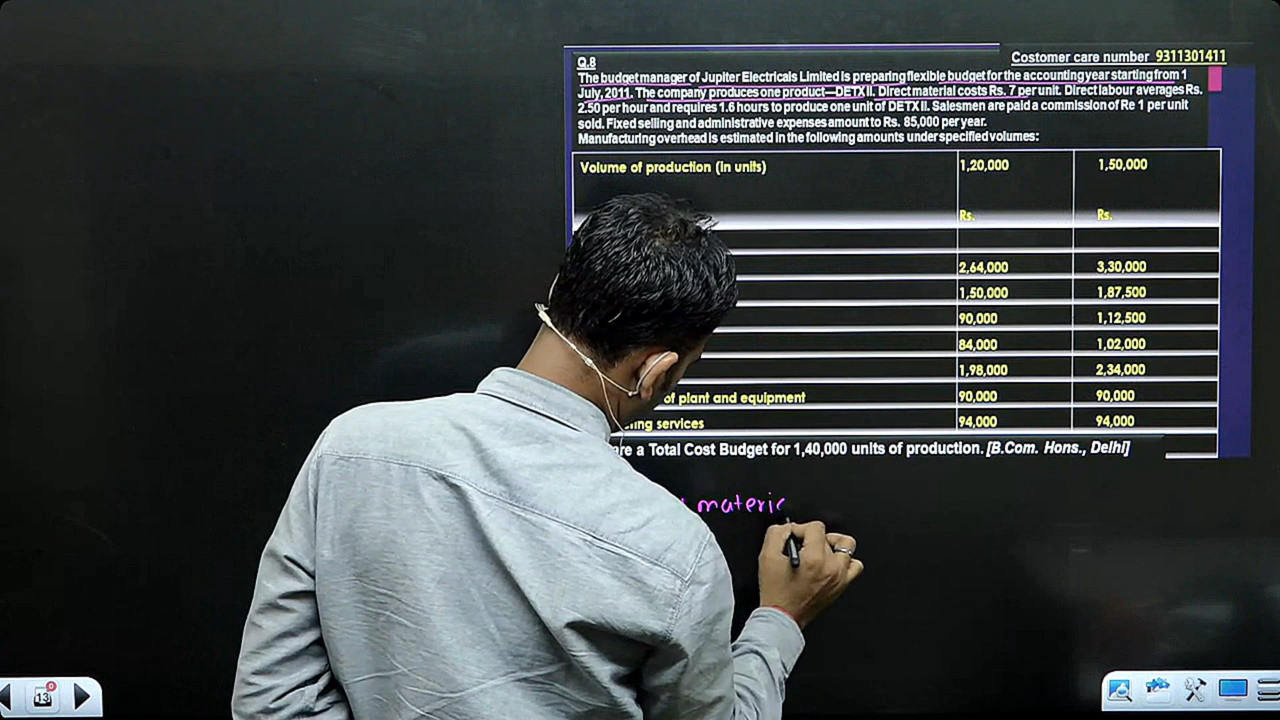 Costomer care number 9311301411
Q.8
The budget manager of Jupiter Electricals Limited is preparing flexible budget for the accounting year starting from 1
July, 2011. The company produces one product—DETX II. Direct material costs Rs. 7 per unit. Direct labour averages Rs.
2.50 per hour and requires 1.6 hours to produce one unit of DETX II. Salesmen are paid a commission of Re 1 per unit
sold. Fixed selling and administrative expenses amount to Rs. 85,000 per year.
Manufacturing overhead is estimated in the following amounts under specified volumes:
Volume of production (in units) 1,20,000 1,50,000
Rs. Rs.
2,64,000 3,30,000
1,50,000 1,87,500
90,000 1,12,500
84,000 1,02,000
1,98,000 2,34,000
of plant and equipment 90,000 90,000
services 94,000 94,000
a Total Cost Budget for 1,40,000 units of production. [B.Com. Hons., Delhi]
materia
13
0